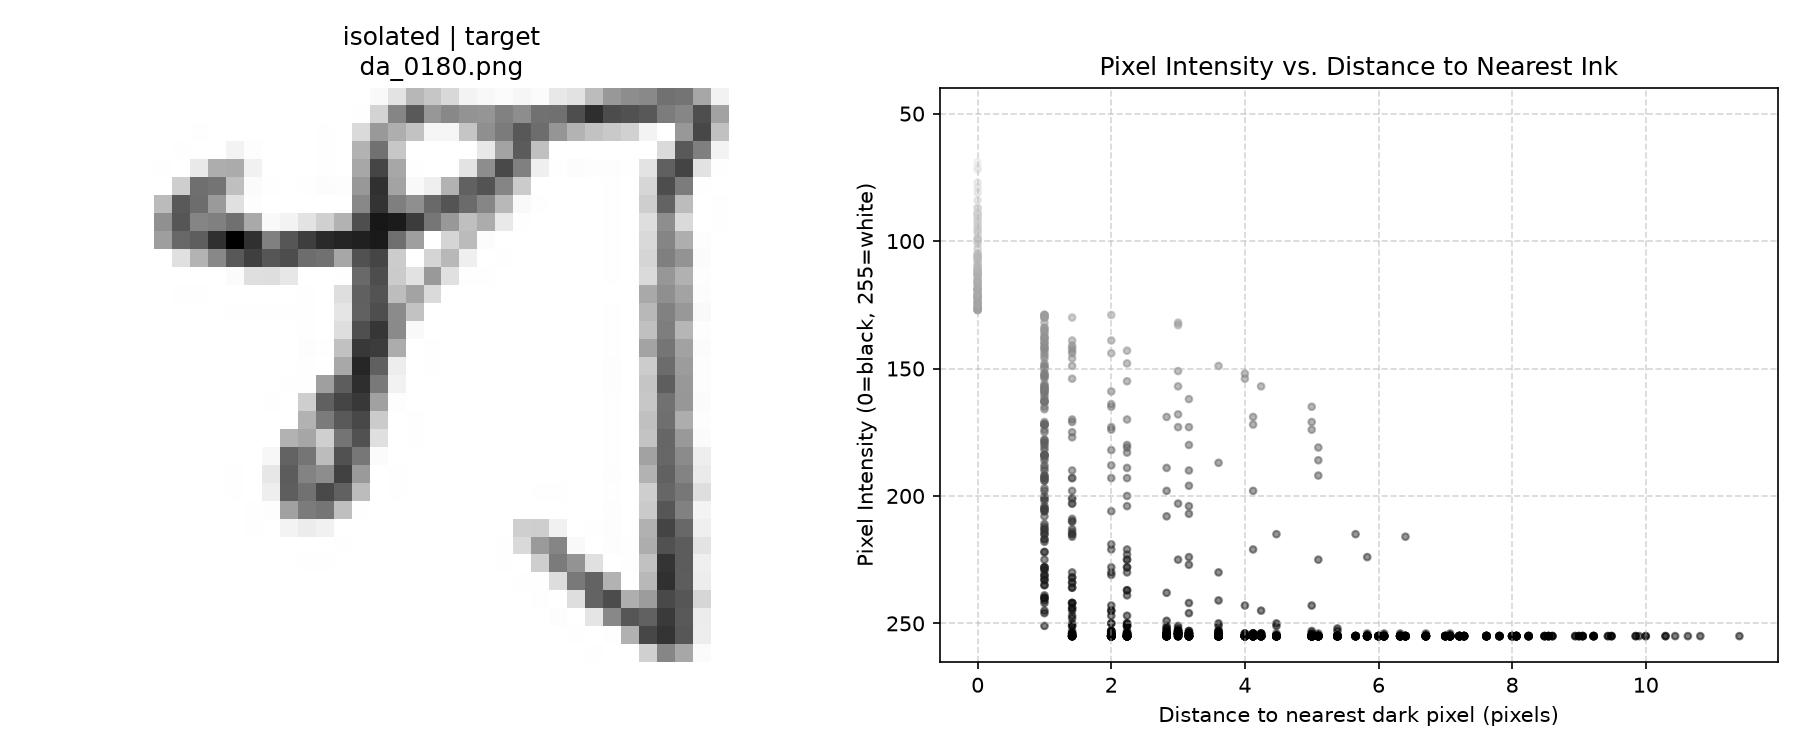 isolated | target
da_0180.png
Pixel Intensity vs. Distance to Nearest Ink
Pixel Intensity (0=black, 255=white)
50
100
150
200
250
0 2 4 6 8 10
Distance to nearest dark pixel (pixels)